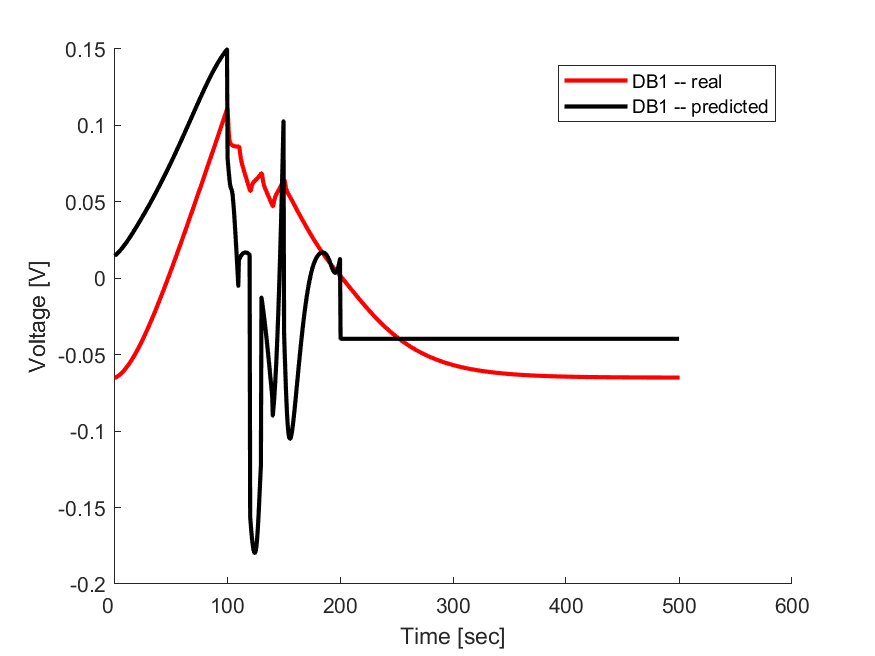 0.15
0.1
0.05
0
-0.05
-0.1
-0.15
-0.2
Voltage [V]
DB1 -- real
DB1 -- predicted
0 100 200 300 400 500 600
Time [sec]